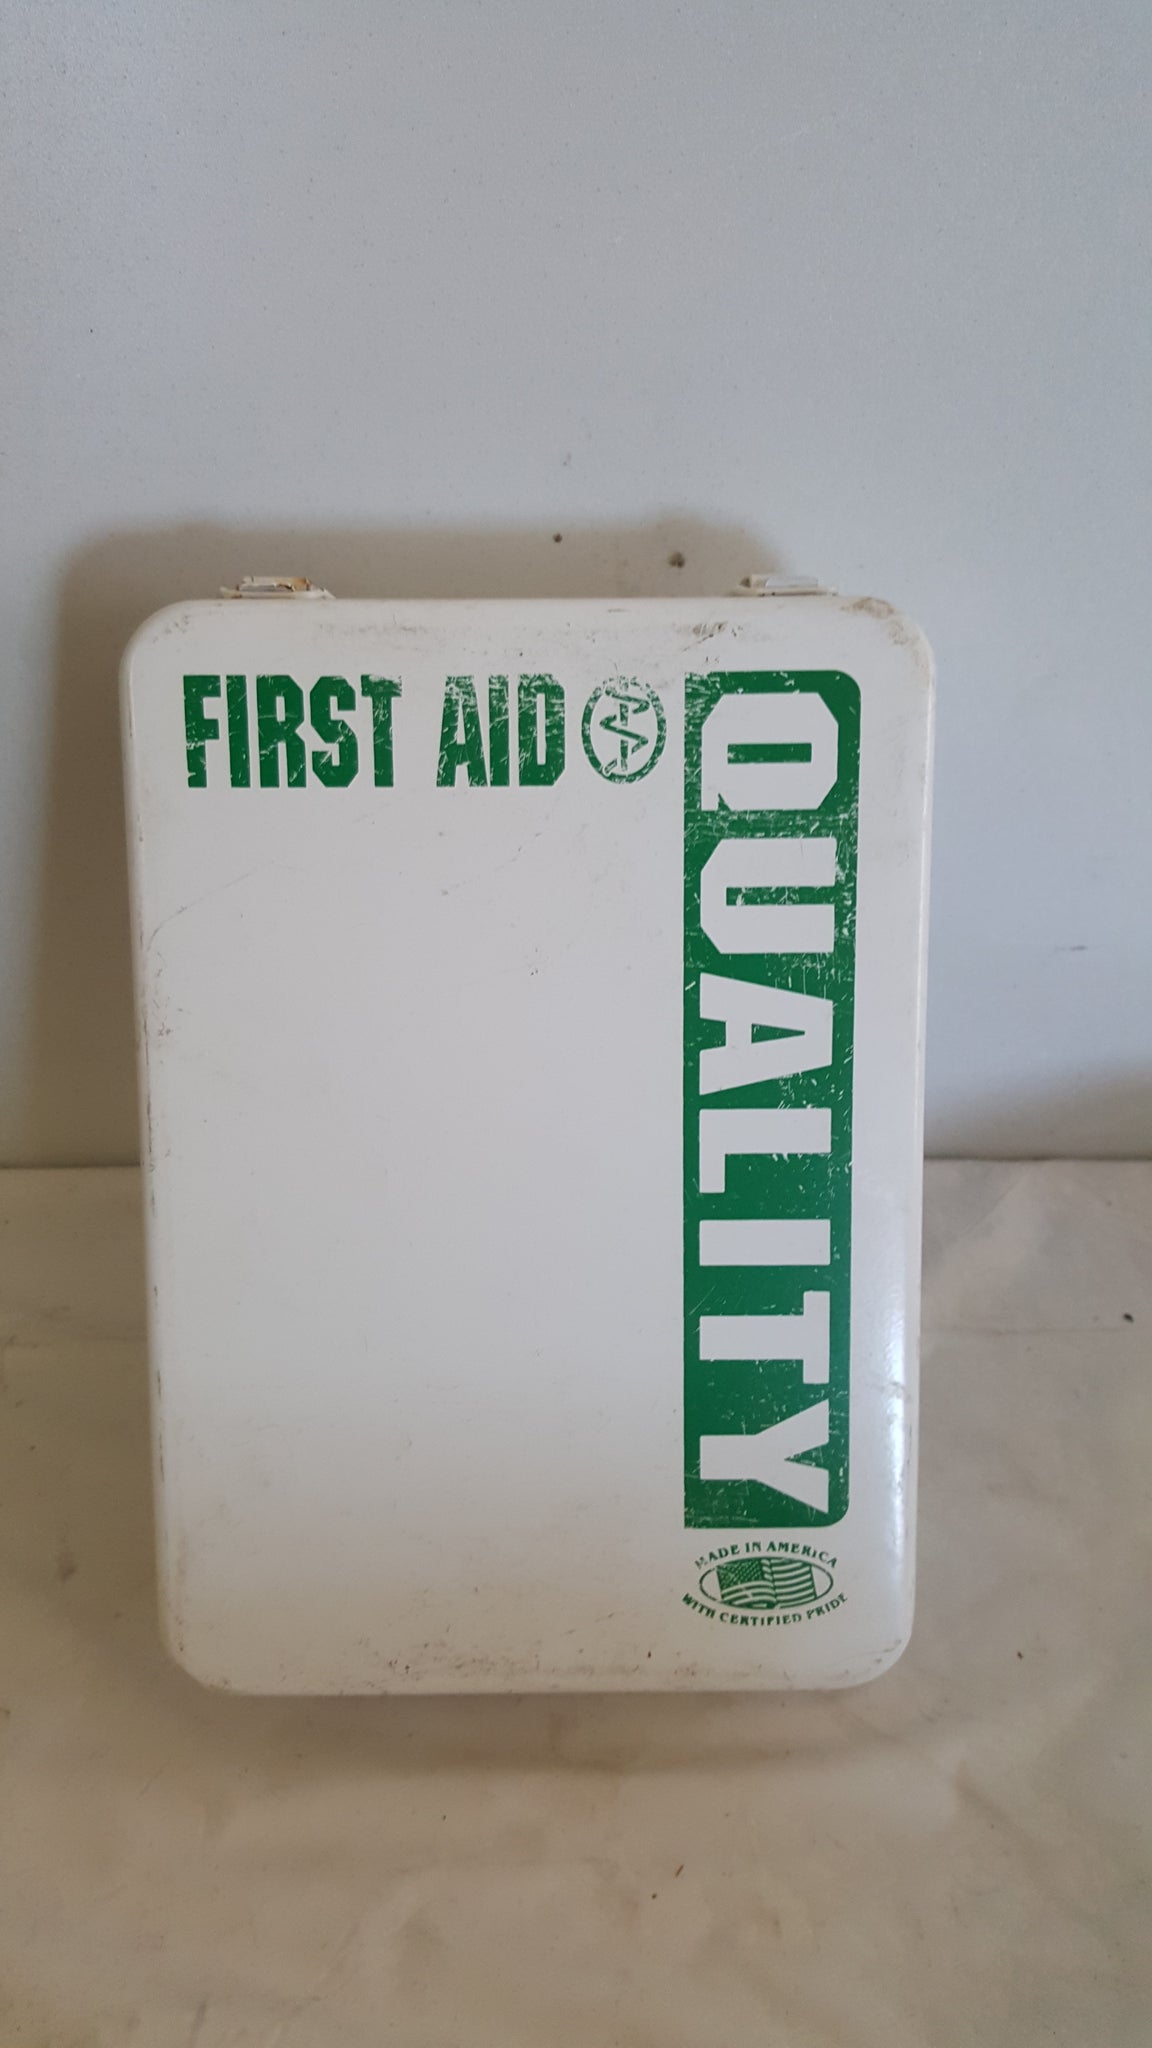 FIRST AID
QUALITY
MADE IN AMERICA
WITH CERTIFIED PRIDE